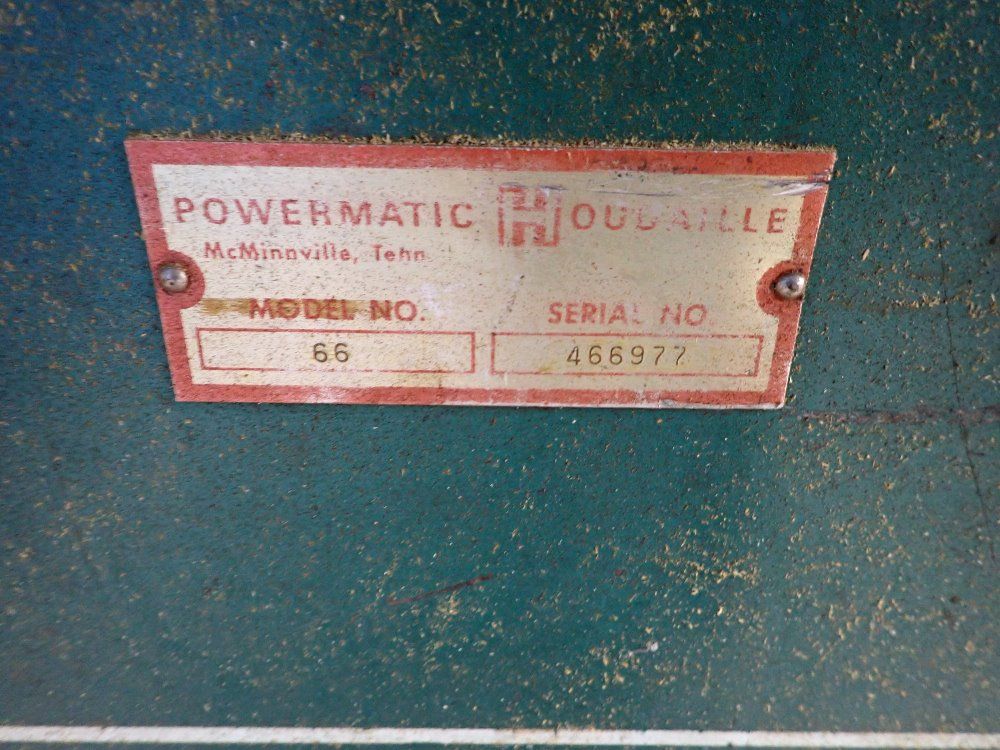 POWERMATIC HOUDAILLE
McMinnville, Tenn.
MODEL NO. SERIAL NO.
66 466977